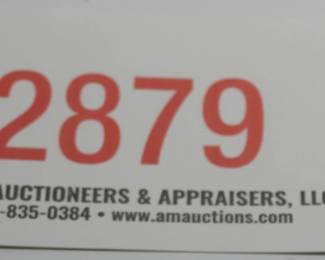 2879
AUCTIONEERS & APPRAISERS, LLC
-835-0384 • www.amauctions.com